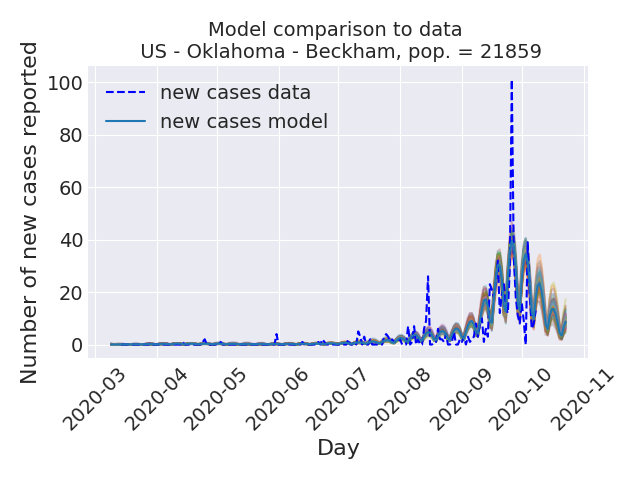 Model comparison to data
US - Oklahoma - Beckham, pop. = 21859
Number of new cases reported
100
80
60
40
20
0
new cases data
new cases model
2020-03
2020-04
2020-05
2020-06
2020-07
2020-08
2020-09
2020-10
2020-11
Day